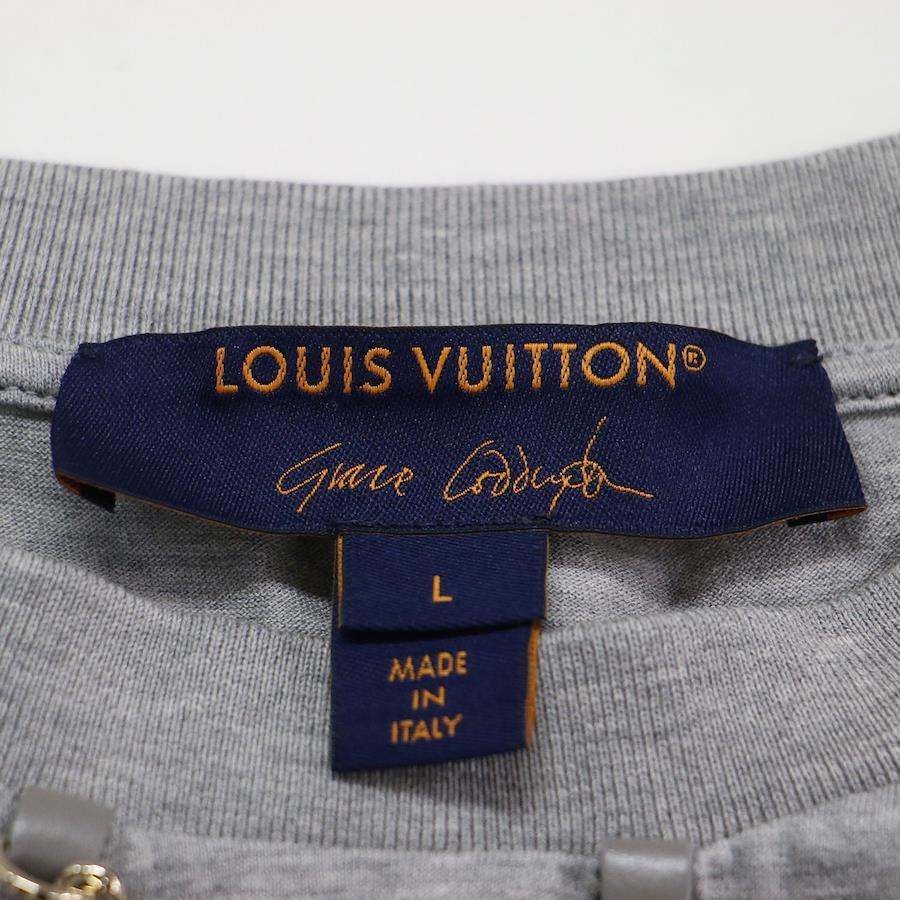 LOUIS VUITTON®
Grace Coddington
L
MADE
IN
ITALY